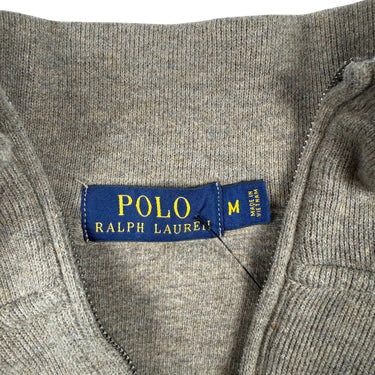 POLO
RALPH LAUREN
M
MADE IN
VIETNAM